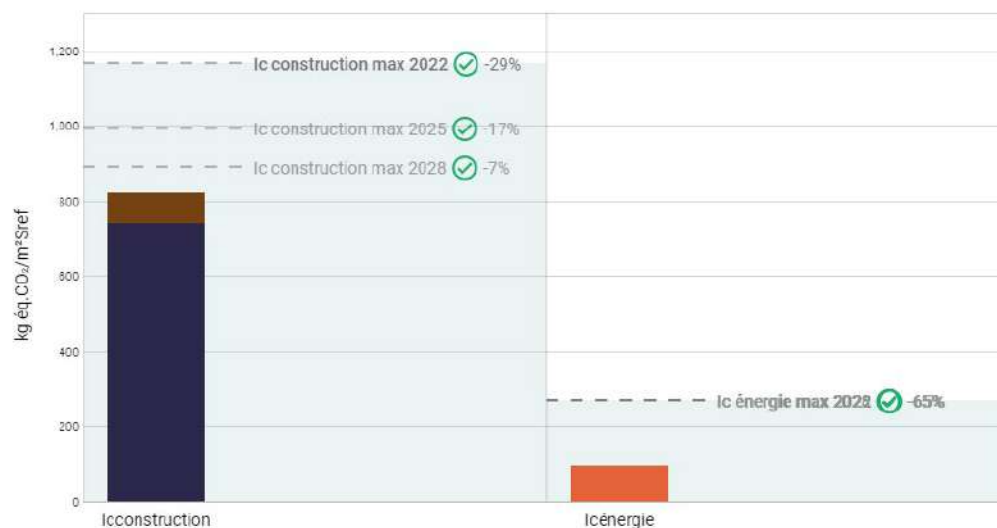 1,200
Ic construction max 2022 -29%
1,000
Ic construction max 2025 -17%
Ic construction max 2028 -7%
800
kg éq.CO₂/m²Sref
600
400
Ic énergie max -65%
200
0
Icconstruction
Icénergie